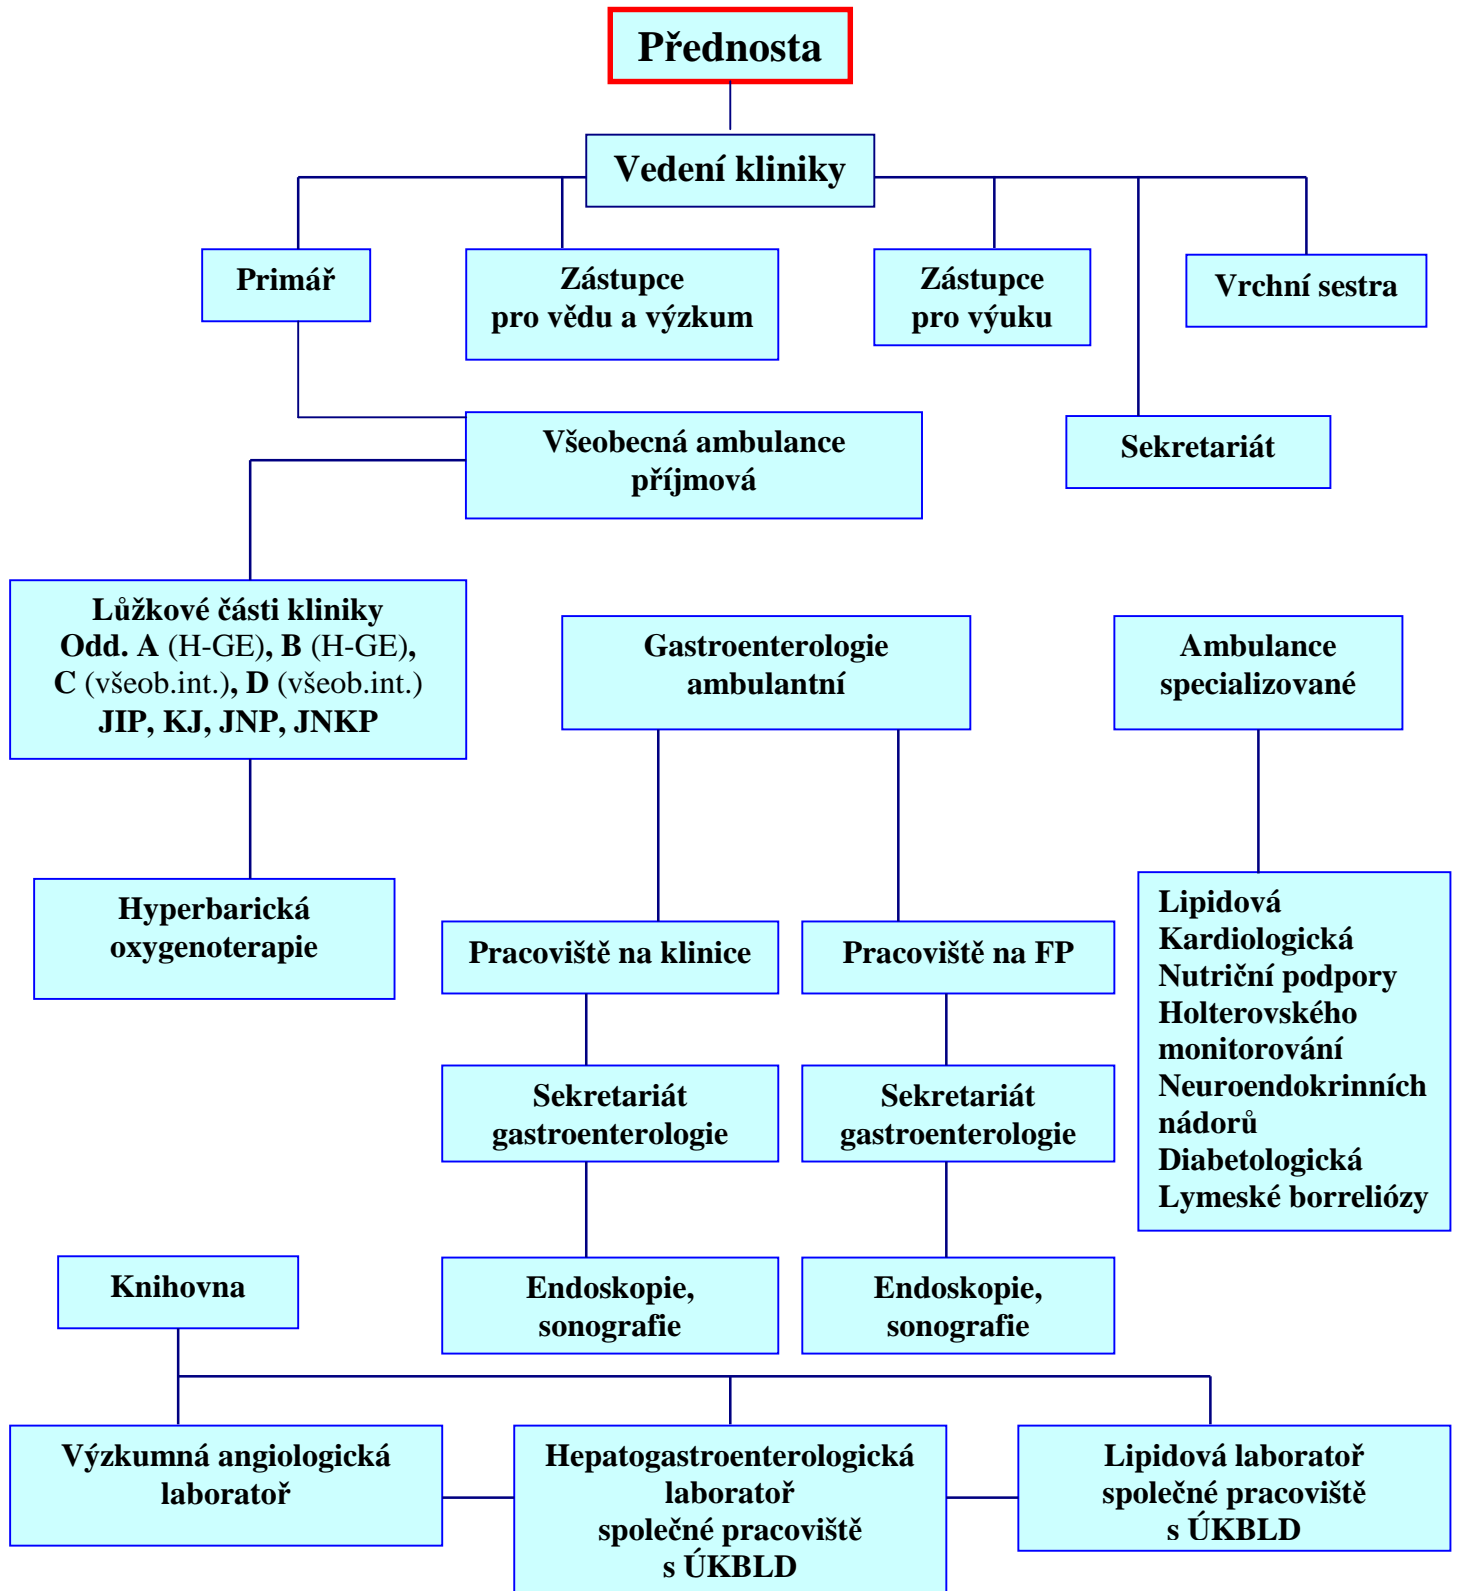 Přednosta
Vedení kliniky
Primář
Zástupce
pro vědu a výzkum
Zástupce
pro výuku
Vrchní sestra
Všeobecná ambulance
příjmová
Sekretariát
Lůžkové části kliniky
Odd. A (H-GE), B (H-GE),
C (všeob.int.), D (všeob.int.)
JIP, KJ, JNP, JNKP
Gastroenterologie
ambulantní
Ambulance
specializované
Hyperbarická
oxygenoterapie
Pracoviště na klinice
Pracoviště na FP
Lipidová
Kardiologická
Nutriční podpory
Holterovského
monitorování
Neuroendokrinních
nádorů
Diabetologická
Lymeské borreliózy
Sekretariát
gastroenterologie
Sekretariát
gastroenterologie
Endoskopie,
sonografie
Endoskopie,
sonografie
Knihovna
Výzkumná angiologická
laboratoř
Hepatogastroenterologická
laboratoř
společné pracoviště
s ÚKBLD
Lipidová laboratoř
společné pracoviště
s ÚKBLD